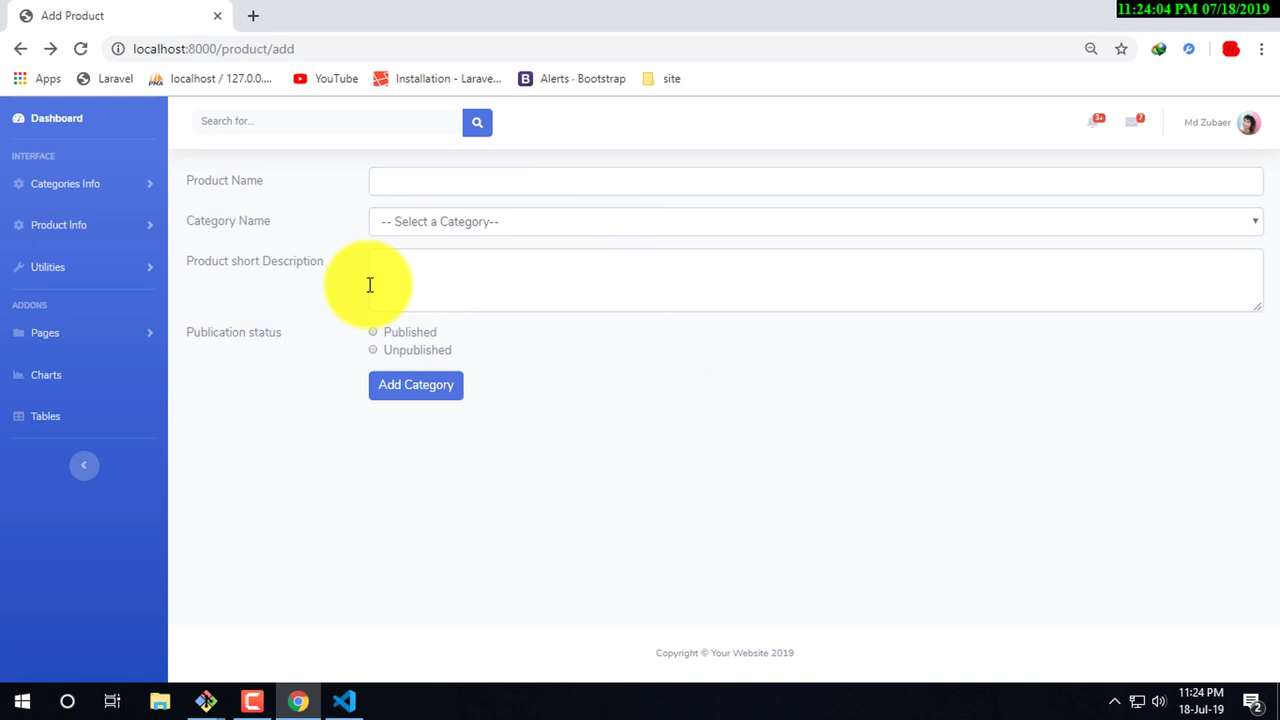 Add Product
11:24:04 PM 07/18/2019
localhost:8000/product/add
Apps
Laravel
localhost / 127.0.0....
YouTube
Installation - Larave...
Alerts · Bootstrap
site
Dashboard
INTERFACE
Categories Info
Product Info
Utilities
ADDONS
Pages
Charts
Tables
Search for...
3+
7
Md Zubaer
Product Name
Category Name
-- Select a Category--
Product short Description
Publication status
Published
Unpublished
Add Category
Copyright © Your Website 2019
11:24 PM
18-Jul-19
2